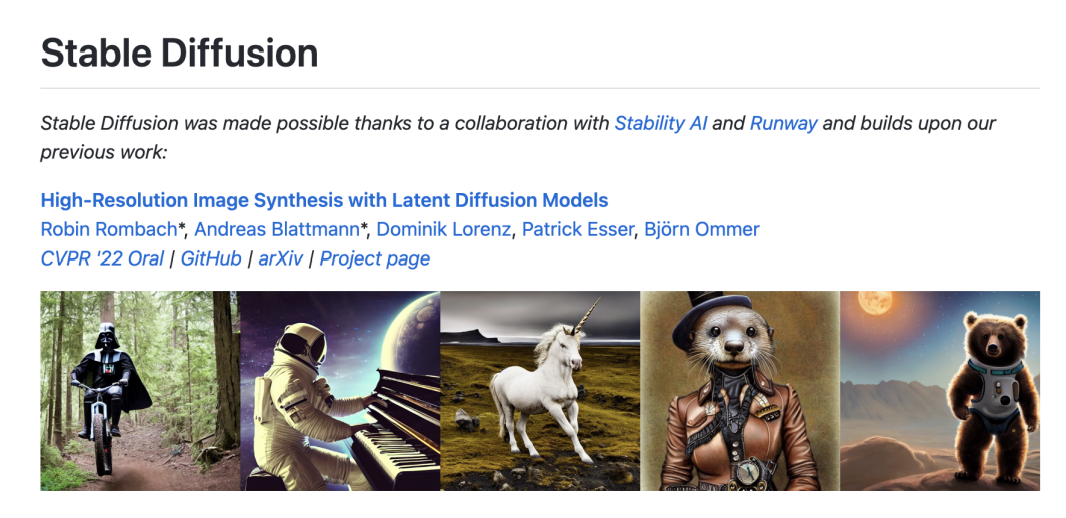 Stable Diffusion
Stable Diffusion was made possible thanks to a collaboration with Stability AI and Runway and builds upon our
previous work:
High-Resolution Image Synthesis with Latent Diffusion Models
Robin Rombach*, Andreas Blattmann*, Dominik Lorenz, Patrick Esser, Björn Ommer
CVPR '22 Oral | GitHub | arXiv | Project page